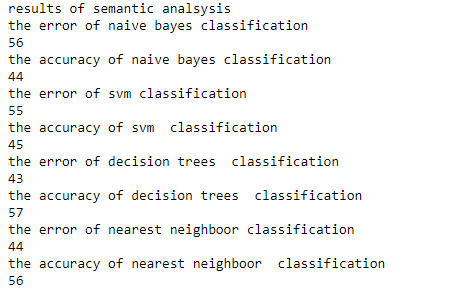 results of semantic analsysis
the error of naive bayes classification
56
the accuracy of naive bayes classification
44
the error of svm classification
55
the accuracy of svm  classification
45
the error of decision trees  classification
43
the accuracy of decision trees  classification
57
the error of nearest neighboor classification
44
the accuracy of nearest neighboor  classification
56